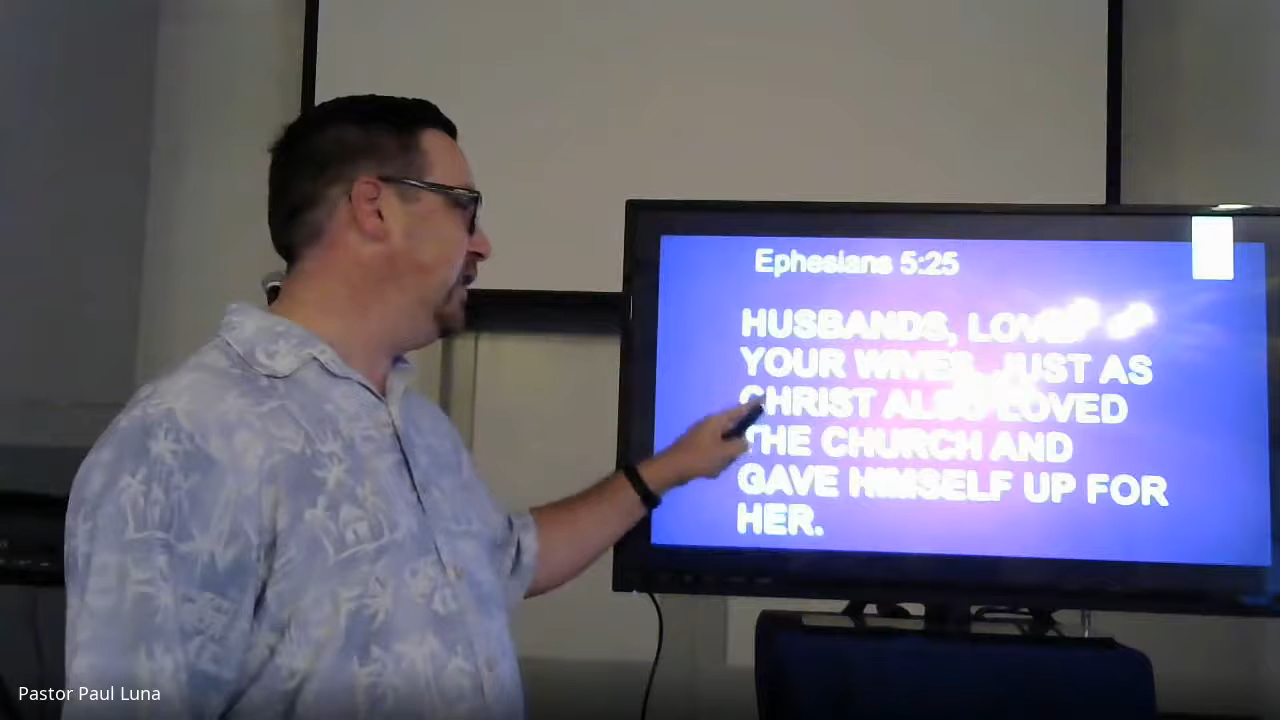 Ephesians 5:25
HUSBANDS, LOVE
YOUR WIVES, JUST AS
CHRIST ALSO LOVED
THE CHURCH AND
GAVE HIMSELF UP FOR
HER.
Pastor Paul Luna